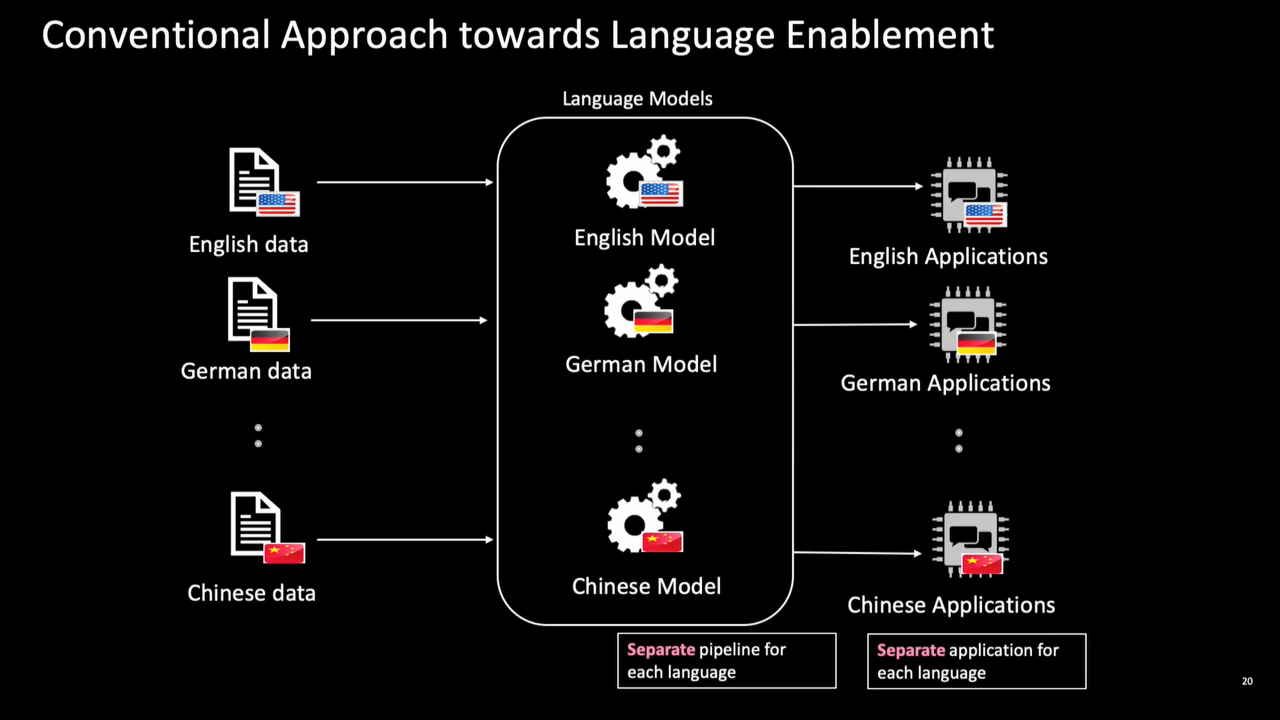 Conventional Approach towards Language Enablement
Language Models
English data
English Model
English Applications
German data
German Model
German Applications
Chinese data
Chinese Model
Chinese Applications
Separate pipeline for
each language
Separate application for
each language
20